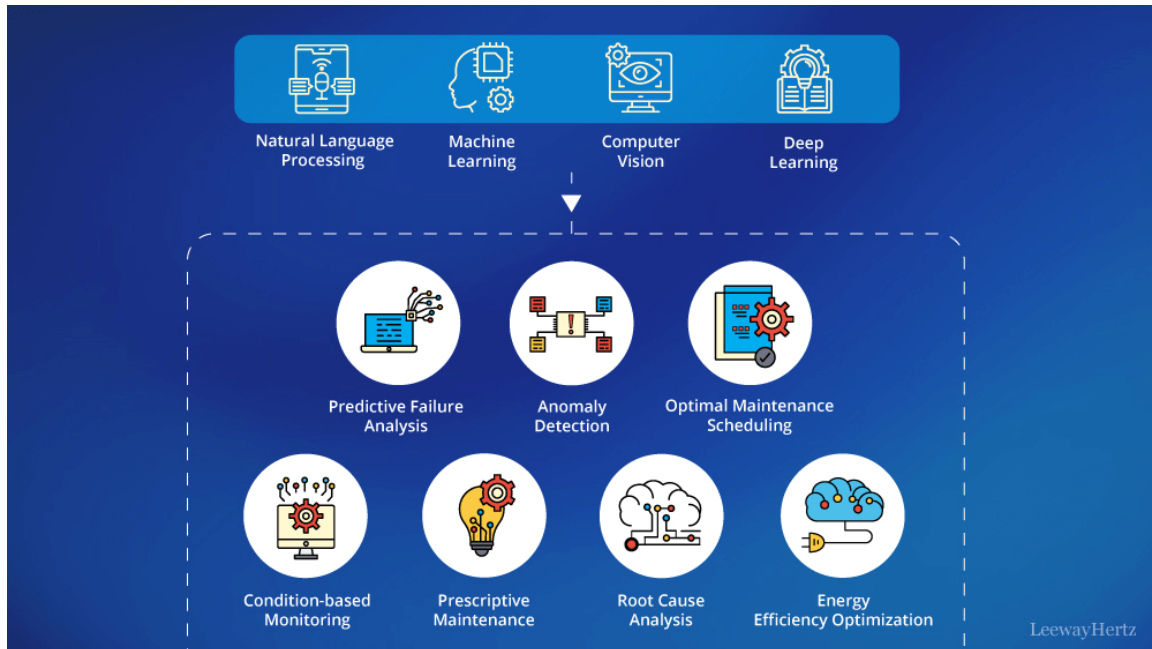 Natural Language
Processing
Machine
Learning
Computer
Vision
Deep
Learning
Predictive Failure
Analysis
Anomaly
Detection
Optimal Maintenance
Scheduling
Condition-based
Monitoring
Prescriptive
Maintenance
Root Cause
Analysis
Energy
Efficiency Optimization
LeewayHertz